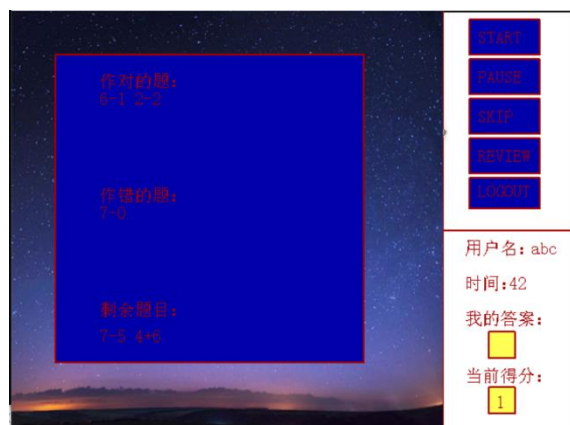 作对的题：
6-1 2-2
作错的题：
7-0
剩余题目：
7-5 4+6
START
PAUSE
SKIP
REVIEW
LOGOUT
用户名：abc
时间：42
我的答案：
当前得分：
1